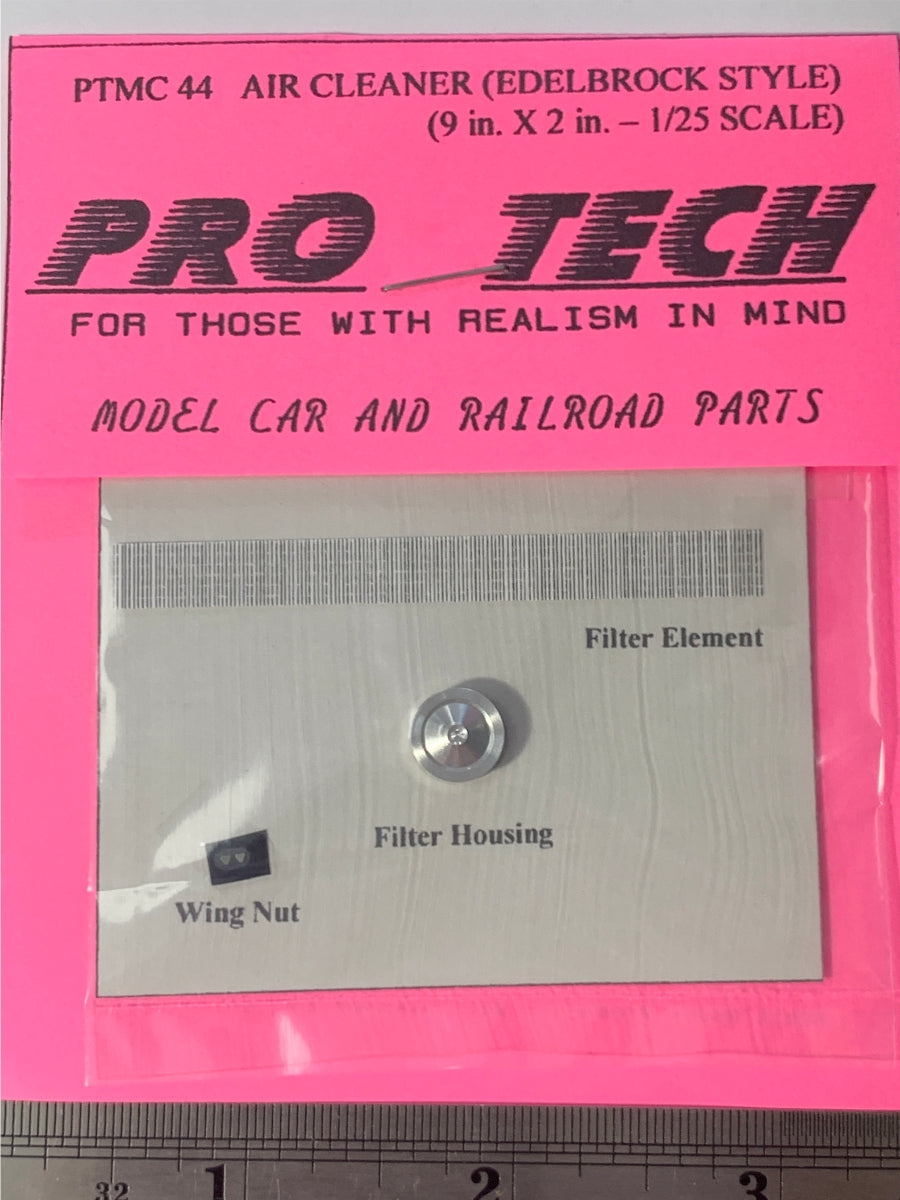 PTMC 44 AIR CLEANER (EDELBROCK STYLE)
(9 in. X 2 in. – 1/25 SCALE)
PRO TECH
FOR THOSE WITH REALISM IN MIND
MODEL CAR AND RAILROAD PARTS
Filter Element
Filter Housing
Wing Nut
32 1 2 3